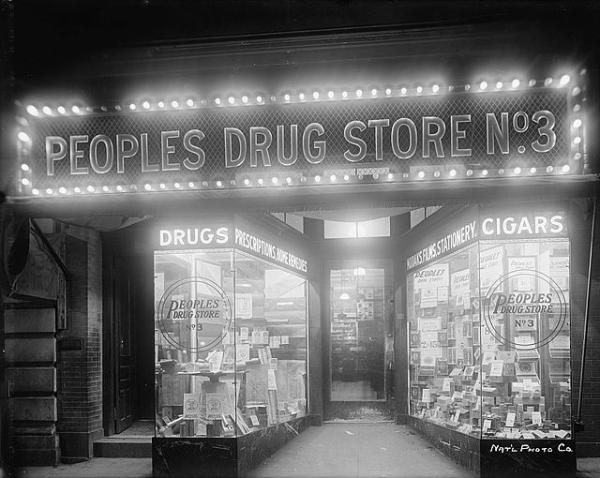 PEOPLES DRUG STORE No. 3
DRUGS
PRESCRIPTIONS, HOME REMEDIES
KODAKS FILMS, STATIONERY,
CIGARS
PEOPLES
DRUG STORE
No 3
PEOPLES
PEOPLES
DRUG STORE
No 3
NAT'L PHOTO CO.